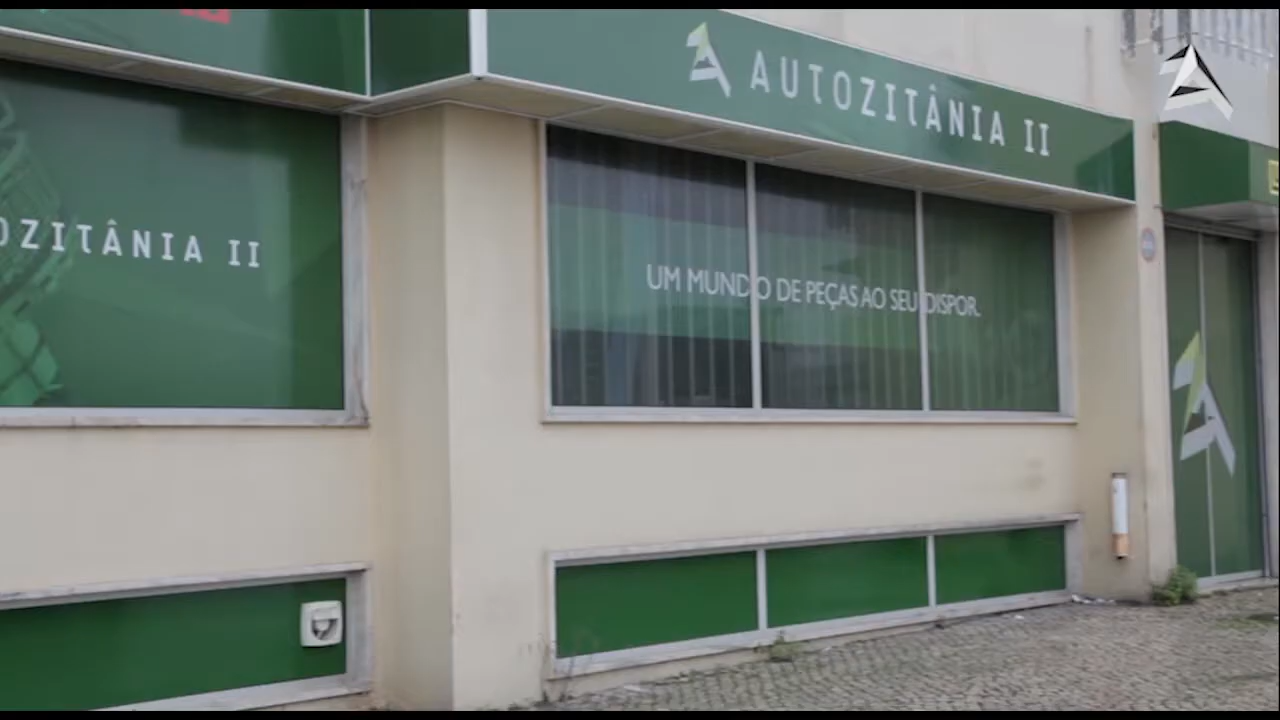 AUTOZITÂNIA II
OZITÂNIA II
UM MUNDO DE PEÇAS AO SEU DISPOR.